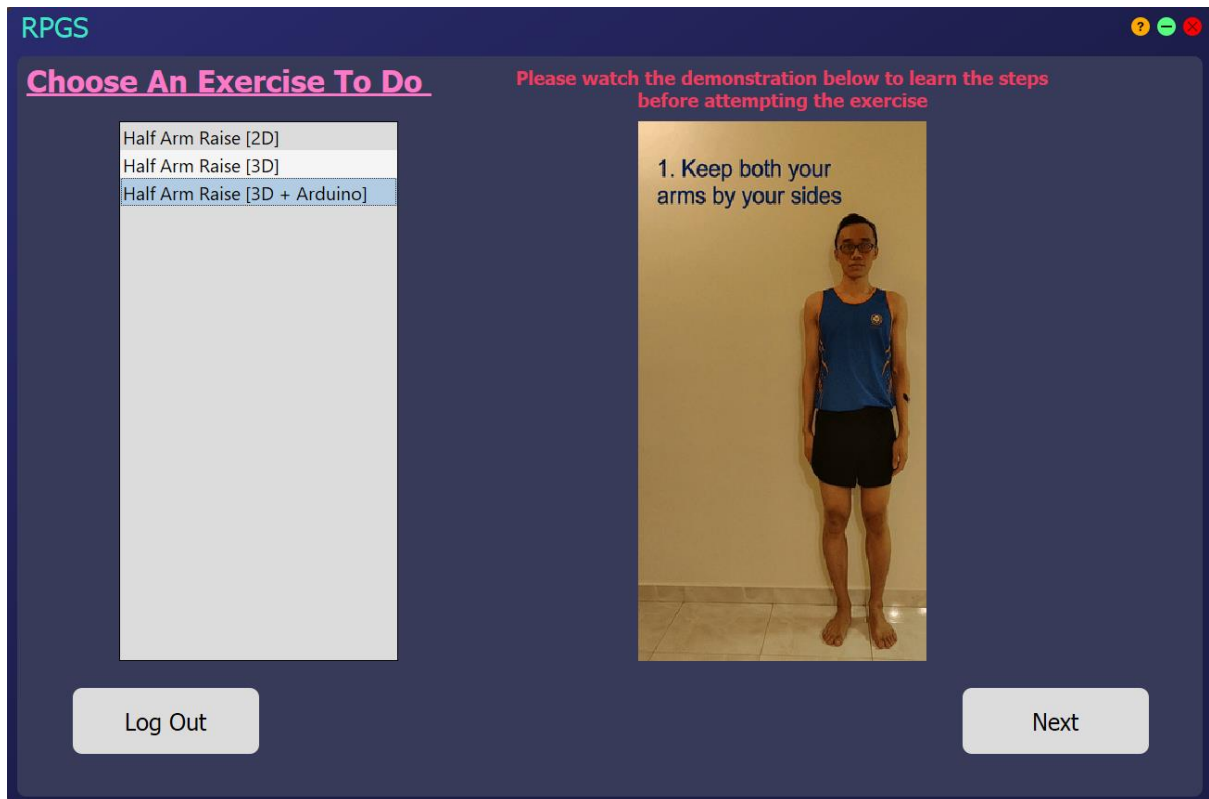 RPGS
?
Choose An Exercise To Do
Please watch the demonstration below to learn the steps
before attempting the exercise
Half Arm Raise [2D]
Half Arm Raise [3D]
Half Arm Raise [3D + Arduino]
1. Keep both your
arms by your sides
Log Out
Next